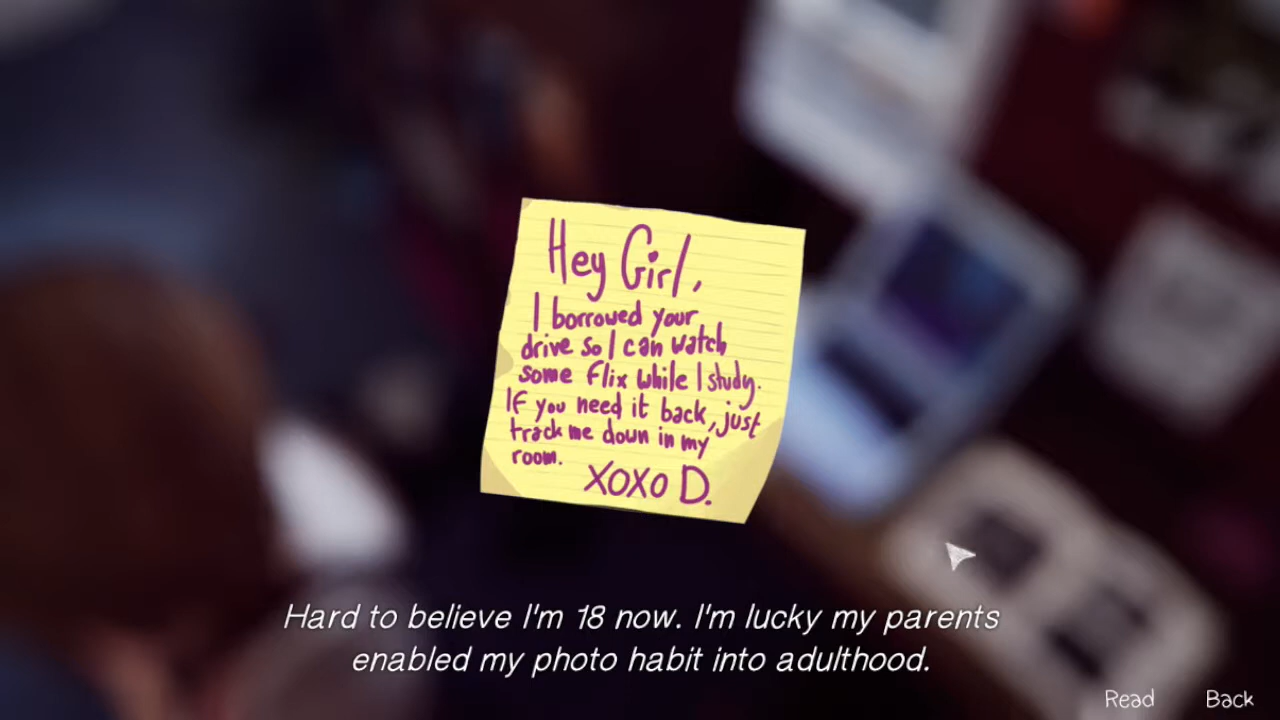 Hey Girl,
I borrowed your
drive so I can watch
some Flix while I study.
If you need it back, just
track me down in my
room.
XOXO D.
Hard to believe I'm 18 now. I'm lucky my parents
enabled my photo habit into adulthood.
Read Back